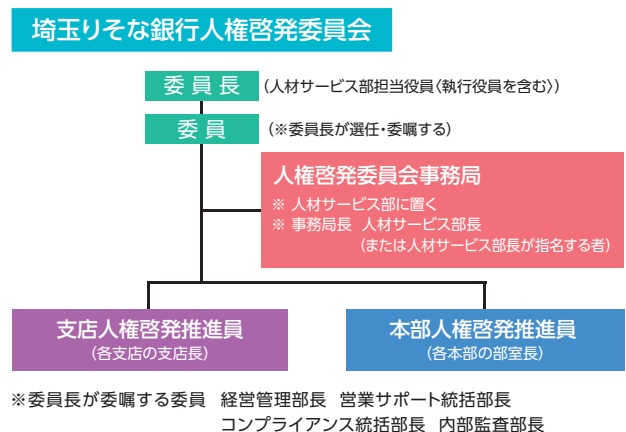 埼玉りそな銀行人権啓発委員会
委員長 (人材サービス部担当役員〈執行役員を含む〉)
委員 (※委員長が選任・委嘱する)
人権啓発委員会事務局
※ 人材サービス部に置く
※ 事務局長 人材サービス部長
(または人材サービス部長が指名する者)
支店人権啓発推進員
(各支店の支店長)
本部人権啓発推進員
(各本部の部室長)
※委員長が委嘱する委員 経営管理部長 営業サポート統括部長
コンプライアンス統括部長 内部監査部長